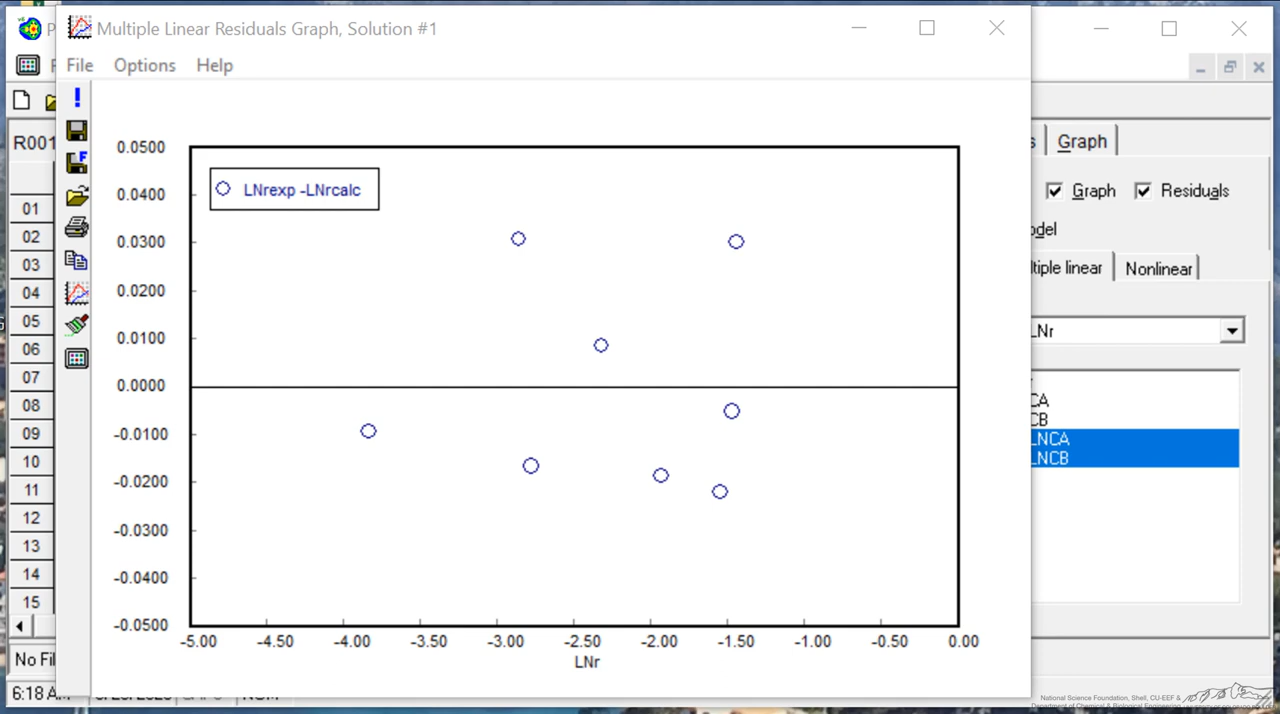 Multiple Linear Residuals Graph, Solution #1
File Options Help
R001
Graph
LNrexp -LNrcalc
Graph Residuals
01
02
03
04
05
06
07
08
09
10
11
12
13
14
15
Multiple linear Nonlinear
LNr
CA
CB
LNCA
LNCB
0.0500
0.0400
0.0300
0.0200
0.0100
0.0000
-0.0100
-0.0200
-0.0300
-0.0400
-0.0500
-5.00 -4.50 -4.00 -3.50 -3.00 -2.50 -2.00 -1.50 -1.00 -0.50 0.00
LNr
No Fil
6:18 AM
National Science Foundation, Shell, CU-EEF &
Department of Chemical & Biological Engineering